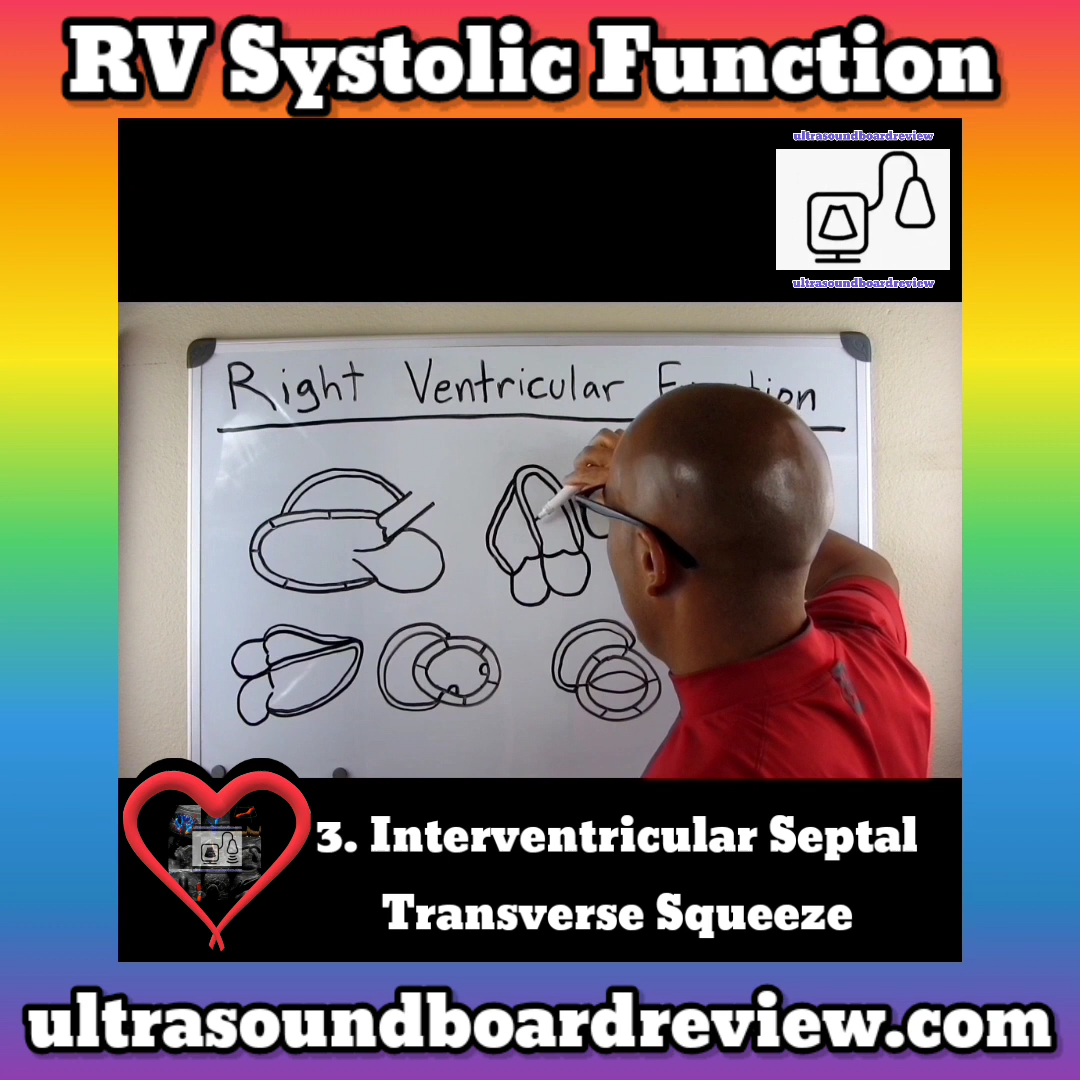 RV Systolic Function
ultrasoundboardreview
ultrasoundboardreview
Right Ventricular
3. Interventricular Septal
Transverse Squeeze
ultrasoundboardreview.com